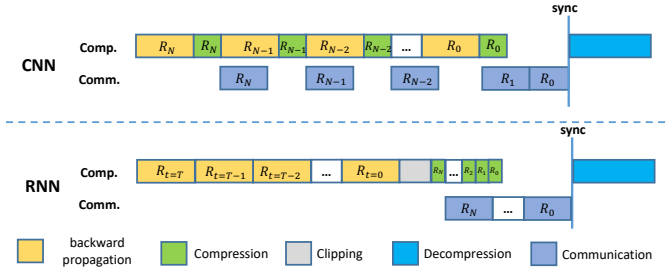 sync
Comp. R_N R_N R_{N−1} R_{N−1} R_{N−2} R_{N−2} ... R_0 R_0
CNN
Comm. R_N R_{N−1} R_{N−2} R_1 R_0
sync
Comp. R_{t=T} R_{t=T−1} R_{t=T−2} ... R_{t=0} R_N ... R_2 R_1 R_0
RNN
Comm. R_N ... R_0
backward
propagation Compression Clipping Decompression Communication